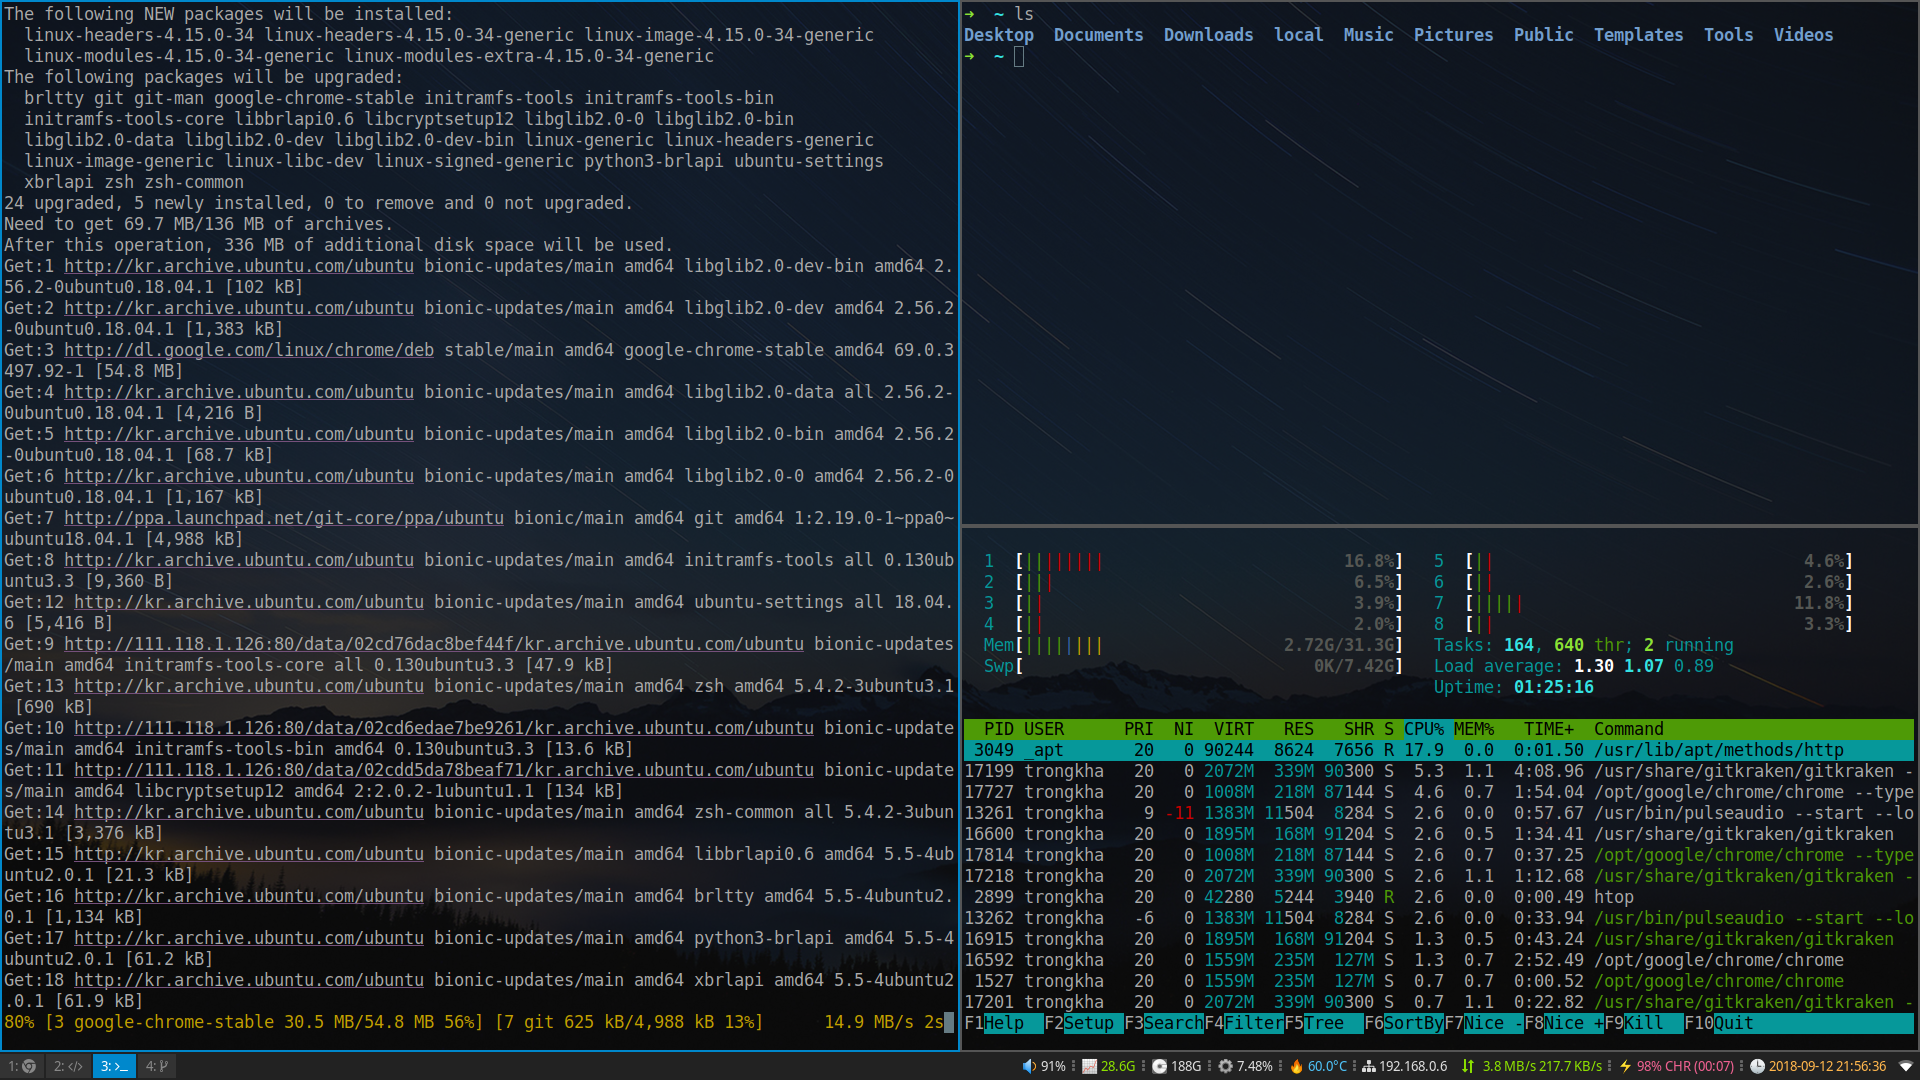 The following NEW packages will be installed:
  linux-headers-4.15.0-34 linux-headers-4.15.0-34-generic linux-image-4.15.0-34-generic
  linux-modules-4.15.0-34-generic linux-modules-extra-4.15.0-34-generic
The following packages will be upgraded:
  brltty git git-man google-chrome-stable initramfs-tools initramfs-tools-bin
  initramfs-tools-core libbrlapi0.6 libcryptsetup12 libglib2.0-0 libglib2.0-bin
  libglib2.0-data libglib2.0-dev libglib2.0-dev-bin linux-generic linux-headers-generic
  linux-image-generic linux-libc-dev linux-signed-generic python3-brlapi ubuntu-settings
  xbrlapi zsh zsh-common
24 upgraded, 5 newly installed, 0 to remove and 0 not upgraded.
Need to get 69.7 MB/136 MB of archives.
After this operation, 336 MB of additional disk space will be used.
Get:1 http://kr.archive.ubuntu.com/ubuntu bionic-updates/main amd64 libglib2.0-dev-bin amd64 2.
56.2-0ubuntu0.18.04.1 [102 kB]
Get:2 http://kr.archive.ubuntu.com/ubuntu bionic-updates/main amd64 libglib2.0-dev amd64 2.56.2
-0ubuntu0.18.04.1 [1,383 kB]
Get:3 http://dl.google.com/linux/chrome/deb stable/main amd64 google-chrome-stable amd64 69.0.3
497.92-1 [54.8 MB]
Get:4 http://kr.archive.ubuntu.com/ubuntu bionic-updates/main amd64 libglib2.0-data all 2.56.2-
0ubuntu0.18.04.1 [4,216 B]
Get:5 http://kr.archive.ubuntu.com/ubuntu bionic-updates/main amd64 libglib2.0-bin amd64 2.56.2
-0ubuntu0.18.04.1 [68.7 kB]
Get:6 http://kr.archive.ubuntu.com/ubuntu bionic-updates/main amd64 libglib2.0-0 amd64 2.56.2-0
ubuntu0.18.04.1 [1,167 kB]
Get:7 http://ppa.launchpad.net/git-core/ppa/ubuntu bionic/main amd64 git amd64 1:2.19.0-1~ppa0~
ubuntu18.04.1 [4,988 kB]
Get:8 http://kr.archive.ubuntu.com/ubuntu bionic-updates/main amd64 initramfs-tools all 0.130ub
untu3.3 [9,360 B]
Get:12 http://kr.archive.ubuntu.com/ubuntu bionic-updates/main amd64 ubuntu-settings all 18.04.
6 [5,416 B]
Get:9 http://111.118.1.126:80/data/02cd76dac8bef44f/kr.archive.ubuntu.com/ubuntu bionic-updates
/main amd64 initramfs-tools-core all 0.130ubuntu3.3 [47.9 kB]
Get:13 http://kr.archive.ubuntu.com/ubuntu bionic-updates/main amd64 zsh amd64 5.4.2-3ubuntu3.1
 [690 kB]
Get:10 http://111.118.1.126:80/data/02cd6edae7be9261/kr.archive.ubuntu.com/ubuntu bionic-update
s/main amd64 initramfs-tools-bin amd64 0.130ubuntu3.3 [13.6 kB]
Get:11 http://111.118.1.126:80/data/02cdd5da78beaf71/kr.archive.ubuntu.com/ubuntu bionic-update
s/main amd64 libcryptsetup12 amd64 2:2.0.2-1ubuntu1.1 [134 kB]
Get:14 http://kr.archive.ubuntu.com/ubuntu bionic-updates/main amd64 zsh-common all 5.4.2-3ubun
tu3.1 [3,376 kB]
Get:15 http://kr.archive.ubuntu.com/ubuntu bionic-updates/main amd64 libbrlapi0.6 amd64 5.5-4ub
untu2.0.1 [21.3 kB]
Get:16 http://kr.archive.ubuntu.com/ubuntu bionic-updates/main amd64 brltty amd64 5.5-4ubuntu2.
0.1 [1,134 kB]
Get:17 http://kr.archive.ubuntu.com/ubuntu bionic-updates/main amd64 python3-brlapi amd64 5.5-4
ubuntu2.0.1 [61.2 kB]
Get:18 http://kr.archive.ubuntu.com/ubuntu bionic-updates/main amd64 xbrlapi amd64 5.5-4ubuntu2
.0.1 [61.9 kB]
80% [3 google-chrome-stable 30.5 MB/54.8 MB 56%] [7 git 625 kB/4,988 kB 13%]      14.9 MB/s 2s
➜  ~ ls
Desktop  Documents  Downloads  local  Music  Pictures  Public  Templates  Tools  Videos
➜  ~
1  [||||||||                        16.8%]   5  [||                                 4.6%]
2  [|||                              6.5%]   6  [||                                 2.6%]
3  [||                               3.9%]   7  [|||||                             11.8%]
4  [||                               2.0%]   8  [||                                 3.3%]
Mem[||||||||                  2.72G/31.3G]   Tasks: 164, 640 thr; 2 running
Swp[                             0K/7.42G]   Load average: 1.30 1.07 0.89
Uptime: 01:25:16
  PID USER      PRI  NI  VIRT   RES   SHR S CPU% MEM%   TIME+  Command
 3049 _apt       20   0 90244  8624  7656 R 17.9  0.0  0:01.50 /usr/lib/apt/methods/http
17199 trongkha   20   0 2072M  339M 90300 S  5.3  1.1  4:08.96 /usr/share/gitkraken/gitkraken -
17727 trongkha   20   0 1008M  218M 87144 S  4.6  0.7  1:54.04 /opt/google/chrome/chrome --type
13261 trongkha    9 -11 1383M 11504  8284 S  2.6  0.0  0:57.67 /usr/bin/pulseaudio --start --lo
16600 trongkha   20   0 1895M  168M 91204 S  2.6  0.5  1:34.41 /usr/share/gitkraken/gitkraken
17814 trongkha   20   0 1008M  218M 87144 S  2.6  0.7  0:37.25 /opt/google/chrome/chrome --type
17218 trongkha   20   0 2072M  339M 90300 S  2.6  1.1  1:12.68 /usr/share/gitkraken/gitkraken -
 2899 trongkha   20   0 42280  5244  3940 R  2.6  0.0  0:00.49 htop
13262 trongkha   -6   0 1383M 11504  8284 S  2.6  0.0  0:33.94 /usr/bin/pulseaudio --start --lo
16915 trongkha   20   0 1895M  168M 91204 S  1.3  0.5  0:43.24 /usr/share/gitkraken/gitkraken
16592 trongkha   20   0 1559M  235M  127M S  1.3  0.7  2:52.49 /opt/google/chrome/chrome
 1527 trongkha   20   0 1559M  235M  127M S  0.7  0.7  0:00.52 /opt/google/chrome/chrome
17201 trongkha   20   0 2072M  339M 90300 S  0.7  1.1  0:22.82 /usr/share/gitkraken/gitkraken -
F1Help  F2Setup F3SearchF4FilterF5Tree  F6SortByF7Nice -F8Nice +F9Kill  F10Quit
1: 2: </> 3: >_ 4: 91% 28.6G 188G 7.48% 60.0°C 192.168.0.6 3.8 MB/s 217.7 KB/s 98% CHR (00:07) 2018-09-12 21:56:36